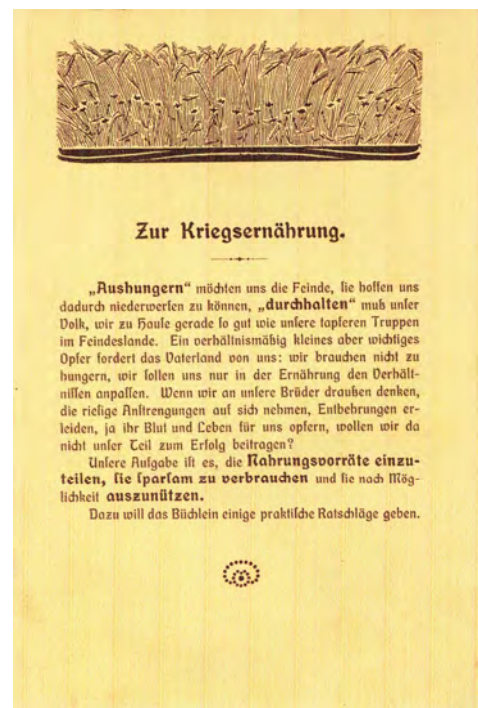 Zur Kriegsernährung.
„Aushungern“ möchten uns die Feinde, ſie hoffen uns
dadurch niederwerfen zu können, „durchhalten“ muß unſer
Volk, wir zu Hauſe gerade ſo gut wie unſere tapferen Truppen
im Feindeslande. Ein verhältnismäßig kleines aber wichtiges
Opfer fordert das Vaterland von uns: wir brauchen nicht zu
hungern, wir ſollen uns nur in der Ernährung den Verhält-
niſſen anpaſſen. Wenn wir an unſere Brüder draußen denken,
die rieſige Anſtrengungen auf ſich nehmen, Entbehrungen er-
leiden, ja ihr Blut und Leben für uns opfern, wollen wir da
nicht unſer Teil zum Erfolg beitragen?
Unſere Aufgabe iſt es, die Nahrungsvorräte einzu-
teilen, ſie ſparſam zu verbrauchen und ſie nach Mög-
lichkeit auszunützen.
Dazu will das Büchlein einige praktiſche Ratſchläge geben.